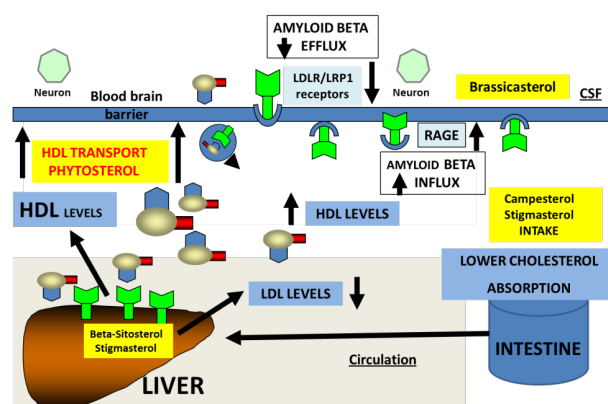 AMYLOID BETA
EFFLUX
Neuron
LDLR/LRP1
receptors
Neuron
Brassicasterol
CSF
Blood brain
barrier
RAGE
HDL TRANSPORT
PHYTOSTEROL
AMYLOID BETA
INFLUX
HDL LEVELS
HDL LEVELS
Campesterol
Stigmasterol
INTAKE
LOWER CHOLESTEROL
ABSORPTION
LDL LEVELS
Beta-Sitosterol
Stigmasterol
INTESTINE
Circulation
LIVER